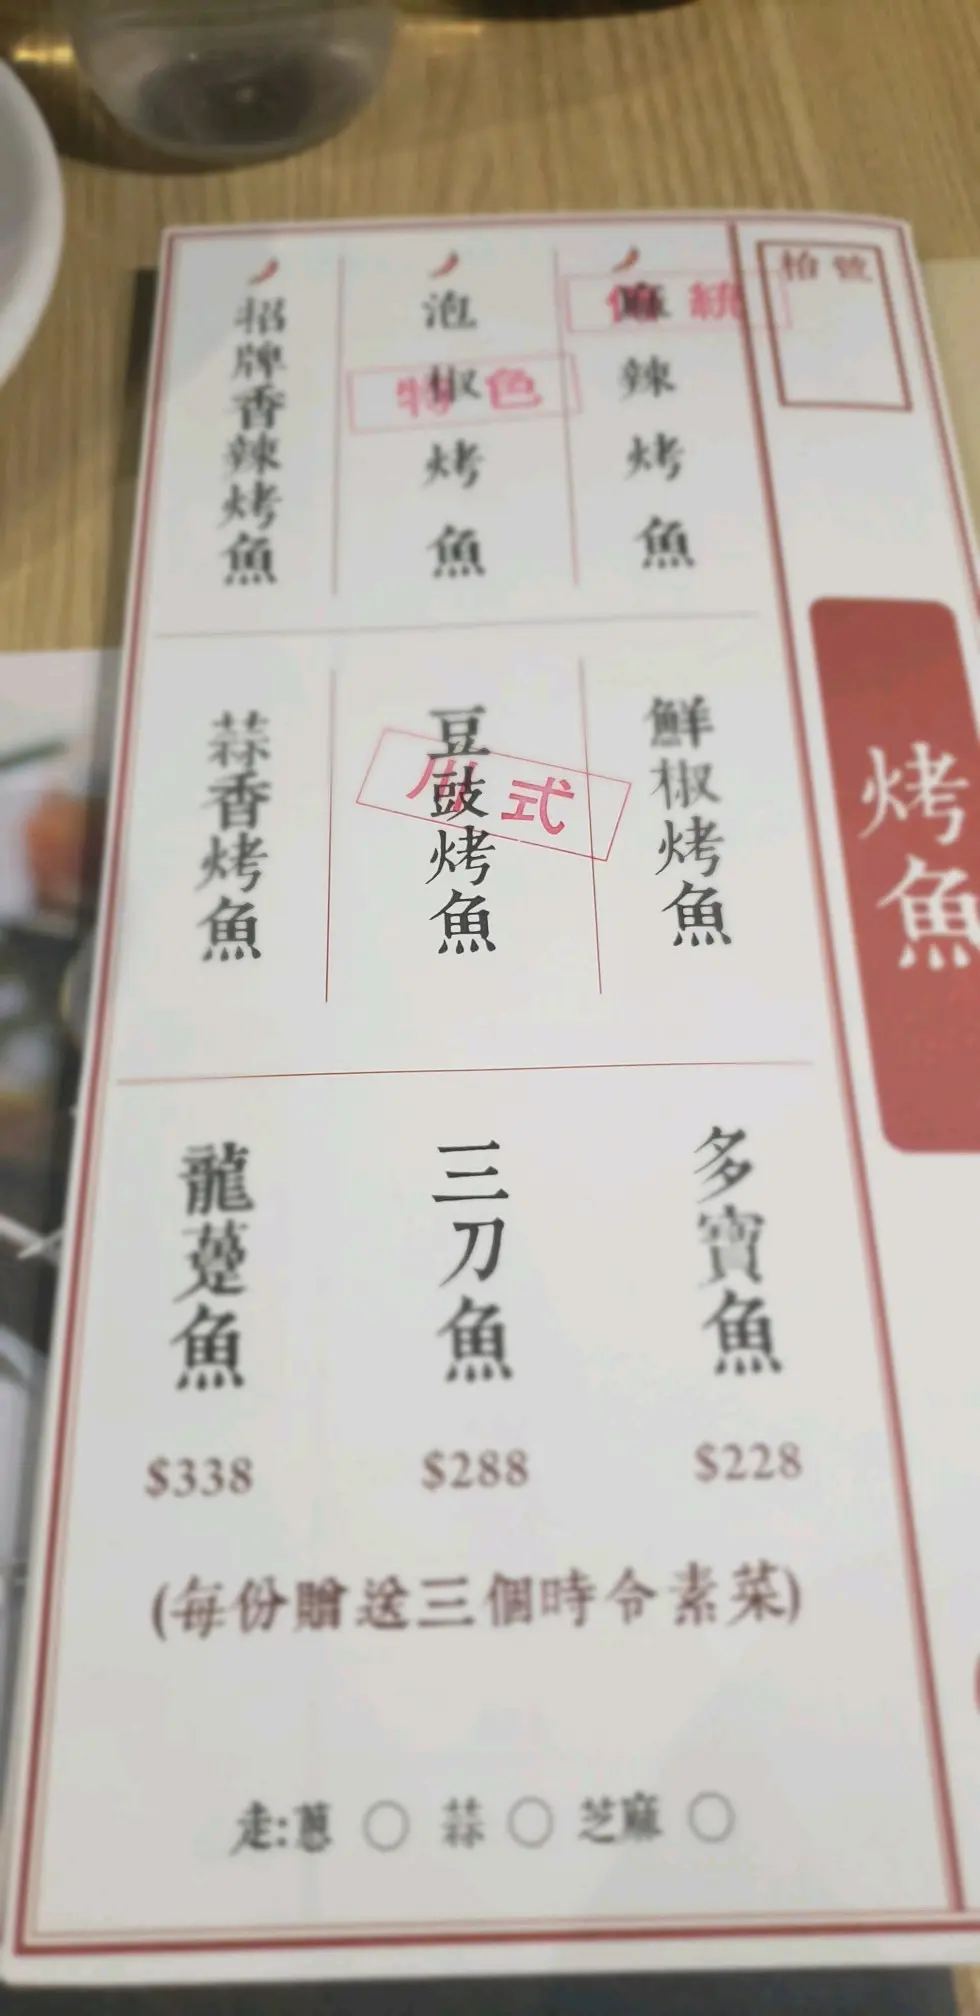 枱號
烤魚
麻辣烤魚
傳統
泡椒烤魚
特色
招牌香辣烤魚
鮮椒烤魚
豆豉烤魚
川式
蒜香烤魚
多寶魚
三刀魚
龍躉魚
$228
$288
$338
(每份贈送三個時令素菜)
走:蔥 ○ 蒜 ○ 芝麻 ○